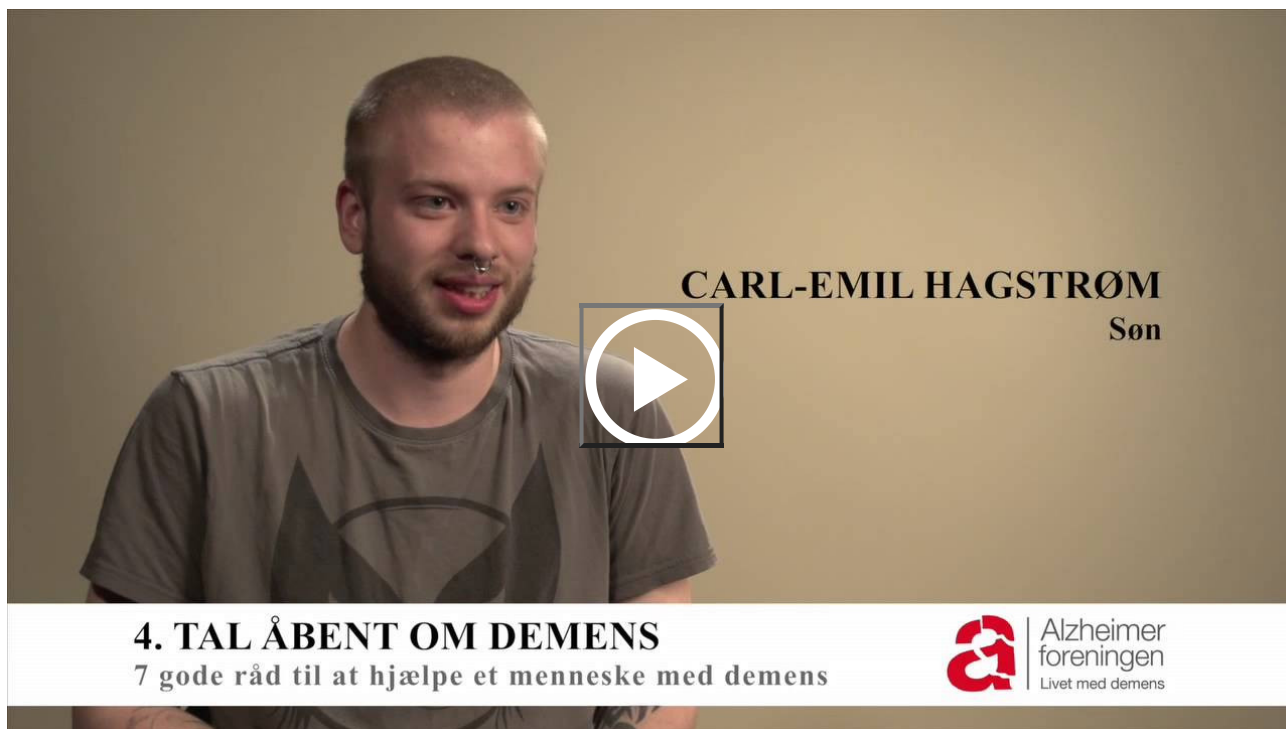 CARL-EMIL HAGSTRØM
Søn
4. TAL ÅBENT OM DEMENS
7 gode råd til at hjælpe et menneske med demens
Alzheimer
foreningen
Livet med demens